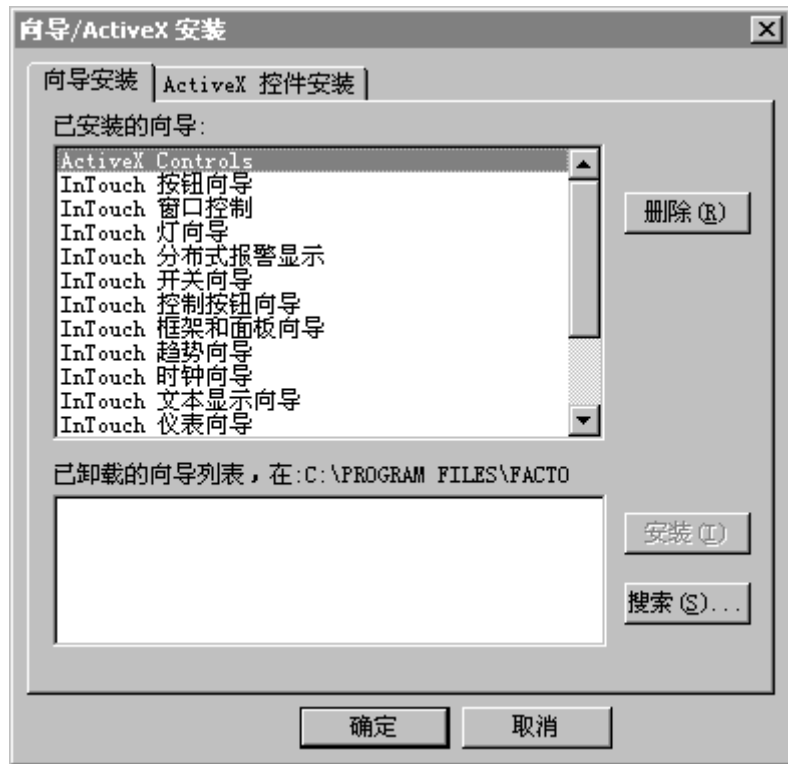 向导/ActiveX 安装
向导安装 ActiveX 控件安装
已安装的向导:
ActiveX Controls
InTouch 按钮向导
InTouch 窗口控制
InTouch 灯向导
InTouch 分布式报警显示
InTouch 开关向导
InTouch 控制按钮向导
InTouch 框架和面板向导
InTouch 趋势向导
InTouch 时钟向导
InTouch 文本显示向导
InTouch 仪表向导
删除(R)
已卸载的向导列表，在:C:\PROGRAM FILES\FACTO
安装(I)
搜索(S)...
确定 取消